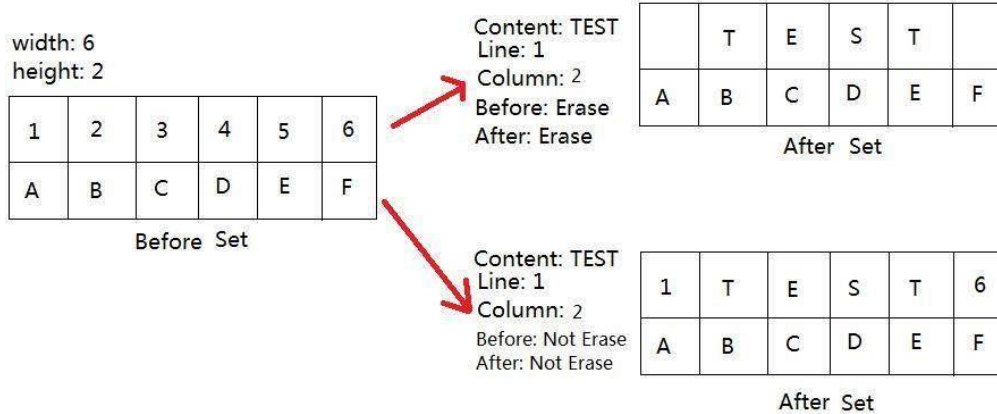 width: 6
height: 2
1 2 3 4 5 6
A B C D E F
Before Set
Content: TEST
Line: 1
Column: 2
Before: Erase
After: Erase
T E S T
A B C D E F
After Set
Content: TEST
Line: 1
Column: 2
Before: Not Erase
After: Not Erase
1 T E S T 6
A B C D E F
After Set